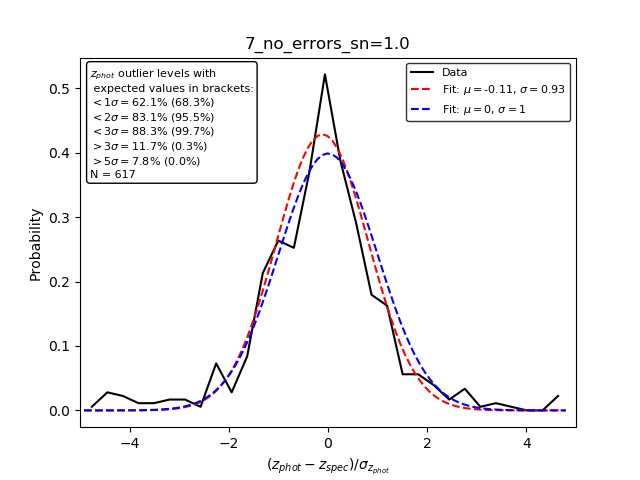 7_no_errors_sn=1.0
z_phot outlier levels with
expected values in brackets:
< 1σ = 62.1% (68.3%)
< 2σ = 83.1% (95.5%)
< 3σ = 88.3% (99.7%)
> 3σ = 11.7% (0.3%)
> 5σ = 7.8% (0.0%)
N = 617
Data
Fit: μ = -0.11, σ = 0.93
Fit: μ = 0, σ = 1
Probability
0.5
0.4
0.3
0.2
0.1
0.0
−4 −2 0 2 4
(z_phot − z_spec)/σ_z_phot